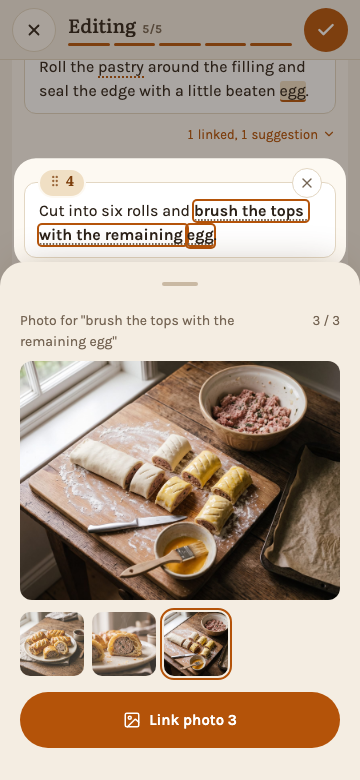 Editing 5/5
Roll the pastry around the filling and
seal the edge with a little beaten egg.
1 linked, 1 suggestion
4
Cut into six rolls and brush the tops
with the remaining egg
Photo for "brush the tops with the
remaining egg"
3 / 3
Link photo 3